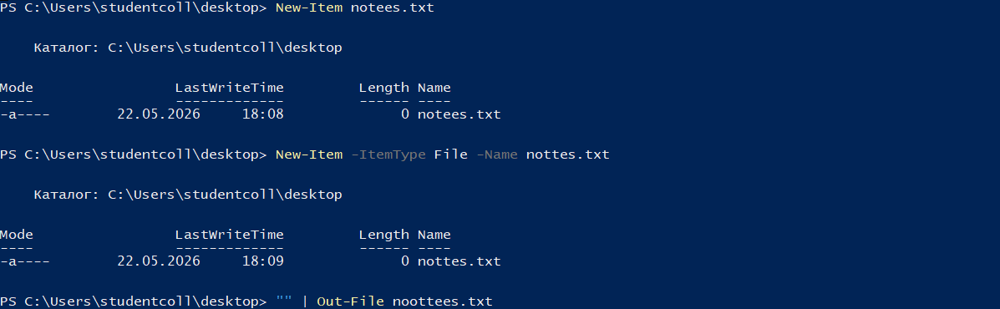 PS C:\Users\studentcoll\desktop> New-Item notees.txt
Каталог: C:\Users\studentcoll\desktop
Mode                 LastWriteTime         Length Name
----                 -------------         ------ ----
-a----        22.05.2026     18:08              0 notees.txt
PS C:\Users\studentcoll\desktop> New-Item -ItemType File -Name nottes.txt
Каталог: C:\Users\studentcoll\desktop
Mode                 LastWriteTime         Length Name
----                 -------------         ------ ----
-a----        22.05.2026     18:09              0 nottes.txt
PS C:\Users\studentcoll\desktop> "" | Out-File noottees.txt